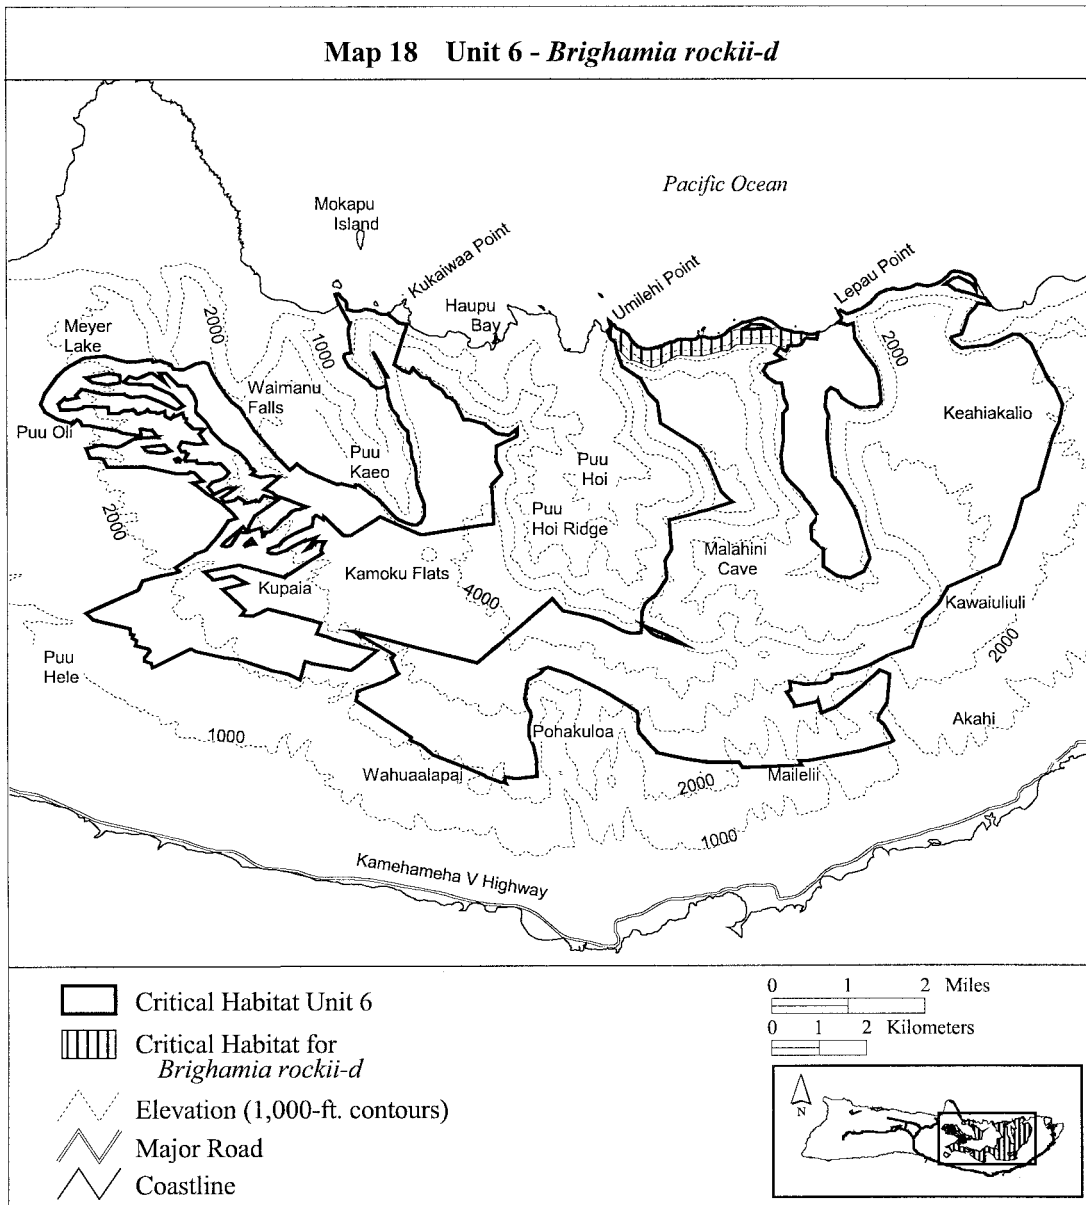 Map 18 Unit 6 - Brighamia rockii-d
Pacific Ocean
Mokapu
Island
Kukaiwaa Point
Haupu
Bay
Umilehi Point
Lepau Point
Meyer
Lake
2000
1000
2000
Waimanu
Falls
Keahiakalio
Puu Oli
Puu
Kaeo
Puu
Hoi
2000
Puu
Hoi Ridge
Malahini
Cave
Kupaia
Kamoku Flats
4000
Kawaiuliuli
Puu
Hele
2000
1000
Pohakuloa
Akahi
Wahuaalapai
2000
Mailelii
1000
Kamehameha V Highway
Critical Habitat Unit 6
Critical Habitat for
Brighamia rockii-d
Elevation (1,000-ft. contours)
Major Road
Coastline
0 1 2 Miles
0 1 2 Kilometers
N